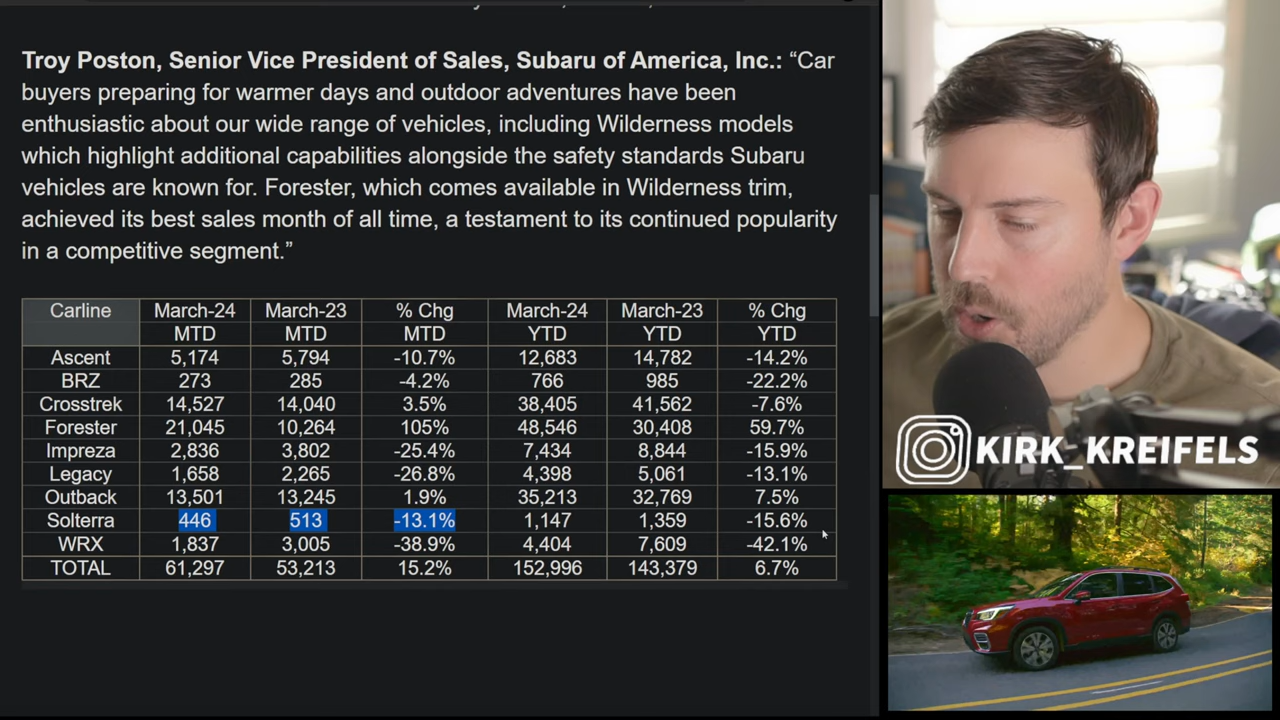 Troy Poston, Senior Vice President of Sales, Subaru of America, Inc.: “Car
buyers preparing for warmer days and outdoor adventures have been
enthusiastic about our wide range of vehicles, including Wilderness models
which highlight additional capabilities alongside the safety standards Subaru
vehicles are known for. Forester, which comes available in Wilderness trim,
achieved its best sales month of all time, a testament to its continued popularity
in a competitive segment.”
Carline March-24 March-23 % Chg March-24 March-23 % Chg
MTD MTD MTD YTD YTD YTD
Ascent 5,174 5,794 -10.7% 12,683 14,782 -14.2%
BRZ 273 285 -4.2% 766 985 -22.2%
Crosstrek 14,527 14,040 3.5% 38,405 41,562 -7.6%
Forester 21,045 10,264 105% 48,546 30,408 59.7%
Impreza 2,836 3,802 -25.4% 7,434 8,844 -15.9%
Legacy 1,658 2,265 -26.8% 4,398 5,061 -13.1%
Outback 13,501 13,245 1.9% 35,213 32,769 7.5%
Solterra 446 513 -13.1% 1,147 1,359 -15.6%
WRX 1,837 3,005 -38.9% 4,404 7,609 -42.1%
TOTAL 61,297 53,213 15.2% 152,996 143,379 6.7%
KIRK_KREIFELS